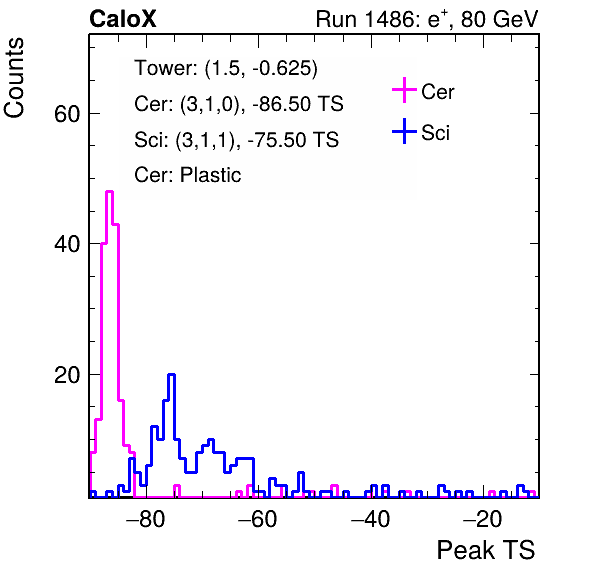 CaloX Run 1486: e⁺, 80 GeV
Counts
Tower: (1.5, -0.625)
Cer: (3,1,0), -86.50 TS
Sci: (3,1,1), -75.50 TS
Cer: Plastic
Cer
Sci
60
40
20
−80 −60 −40 −20
Peak TS